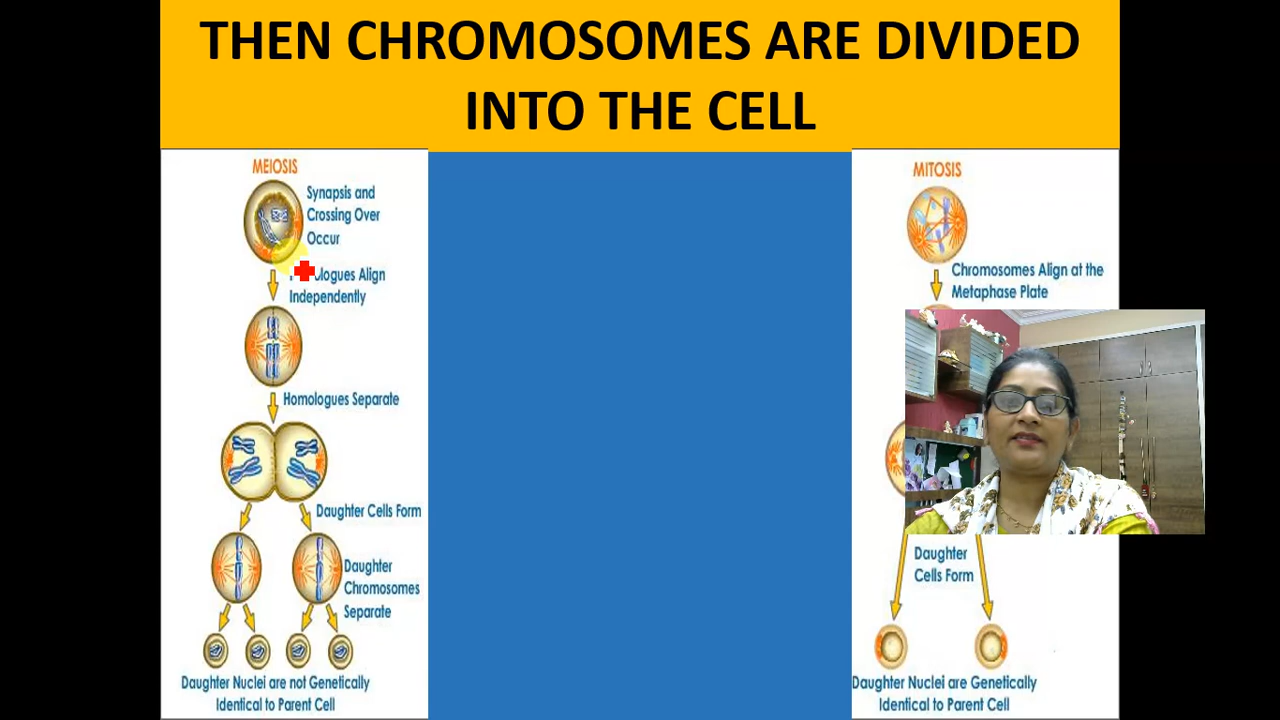 THEN CHROMOSOMES ARE DIVIDED
INTO THE CELL
MEIOSIS
Synapsis and
Crossing Over
Occur
Align
Independently
Homologues Separate
Daughter Cells Form
Daughter
Chromosomes
Separate
Daughter Nuclei are not Genetically
Identical to Parent Cell
MITOSIS
Chromosomes Align at the
Metaphase Plate
Daughter
Cells Form
Daughter Nuclei are Genetically
Identical to Parent Cell